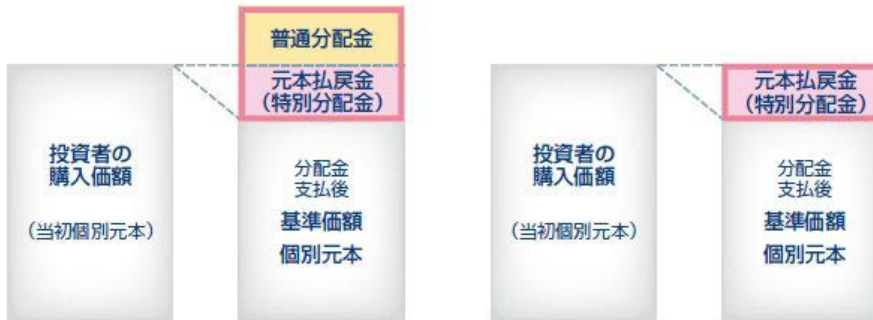 普通分配金
元本払戻金
（特別分配金）
投資者の
購入価額
（当初個別元本）
分配金
支払後
基準価額
個別元本
元本払戻金
（特別分配金）
投資者の
購入価額
（当初個別元本）
分配金
支払後
基準価額
個別元本